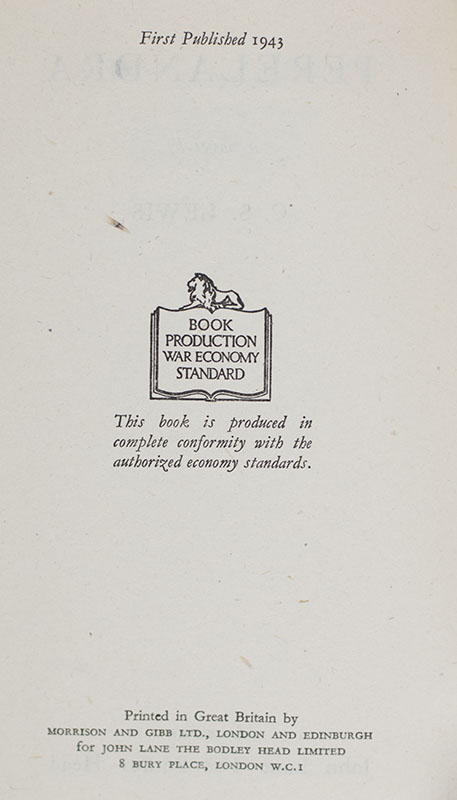 First Published 1943
BOOK
PRODUCTION
WAR ECONOMY
STANDARD
This book is produced in
complete conformity with the
authorized economy standards.
Printed in Great Britain by
MORRISON AND GIBB LTD., LONDON AND EDINBURGH
for JOHN LANE THE BODLEY HEAD LIMITED
8 BURY PLACE, LONDON W.C.1